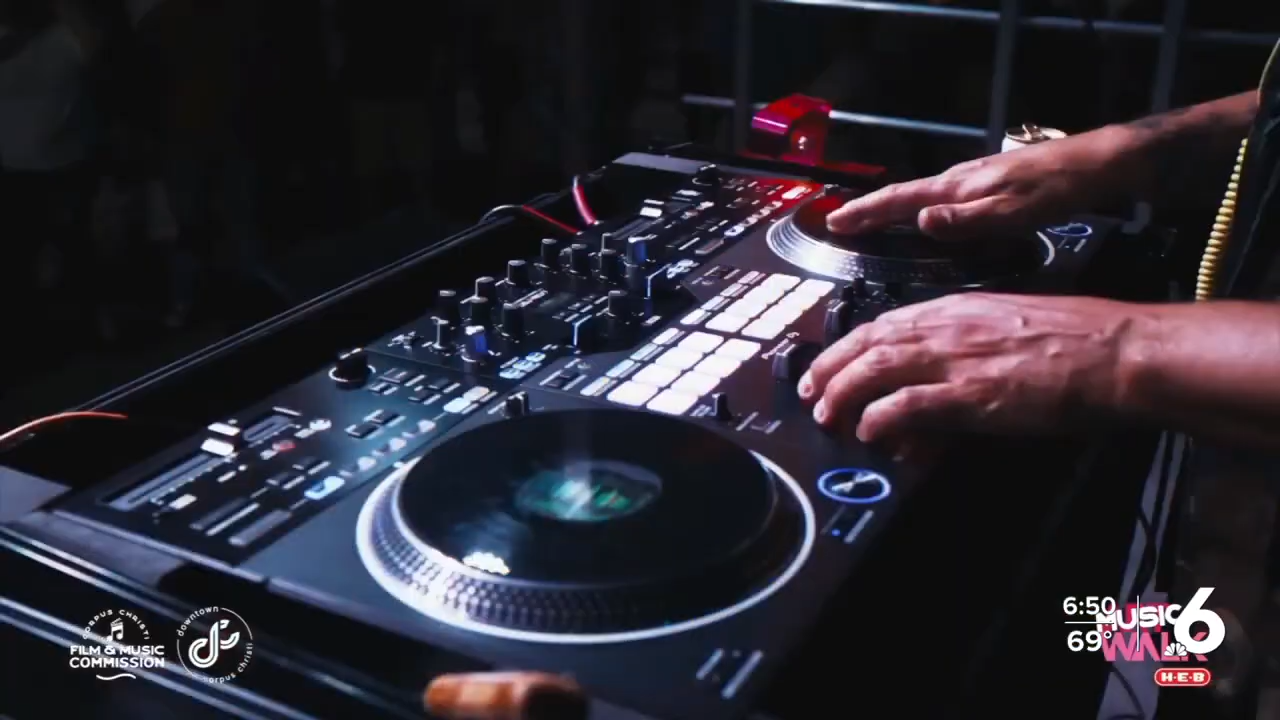 CORPUS CHRISTI
FILM & MUSIC
COMMISSION
downtown
corpus christi
6:50
69°
MUSIC
WALK
6
H-E-B